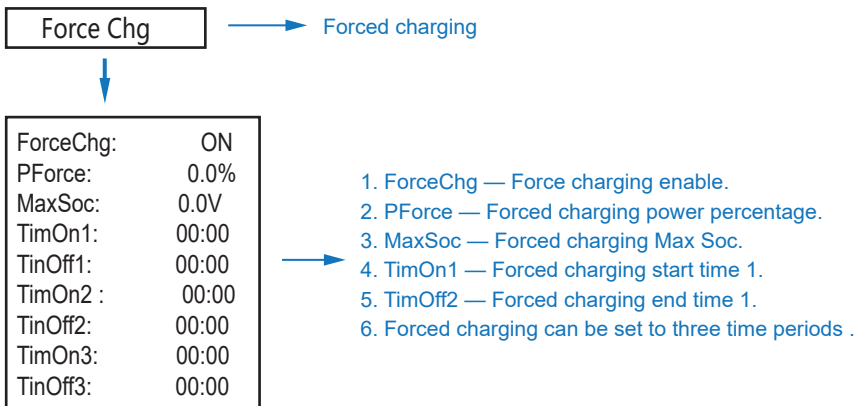 Force Chg
Forced charging
ForceChg: ON
PForce: 0.0%
MaxSoc: 0.0V
TimOn1: 00:00
TinOff1: 00:00
TimOn2 : 00:00
TinOff2: 00:00
TimOn3: 00:00
TinOff3: 00:00
1. ForceChg — Force charging enable.
2. PForce — Forced charging power percentage.
3. MaxSoc — Forced charging Max Soc.
4. TimOn1 — Forced charging start time 1.
5. TimOff2 — Forced charging end time 1.
6. Forced charging can be set to three time periods .